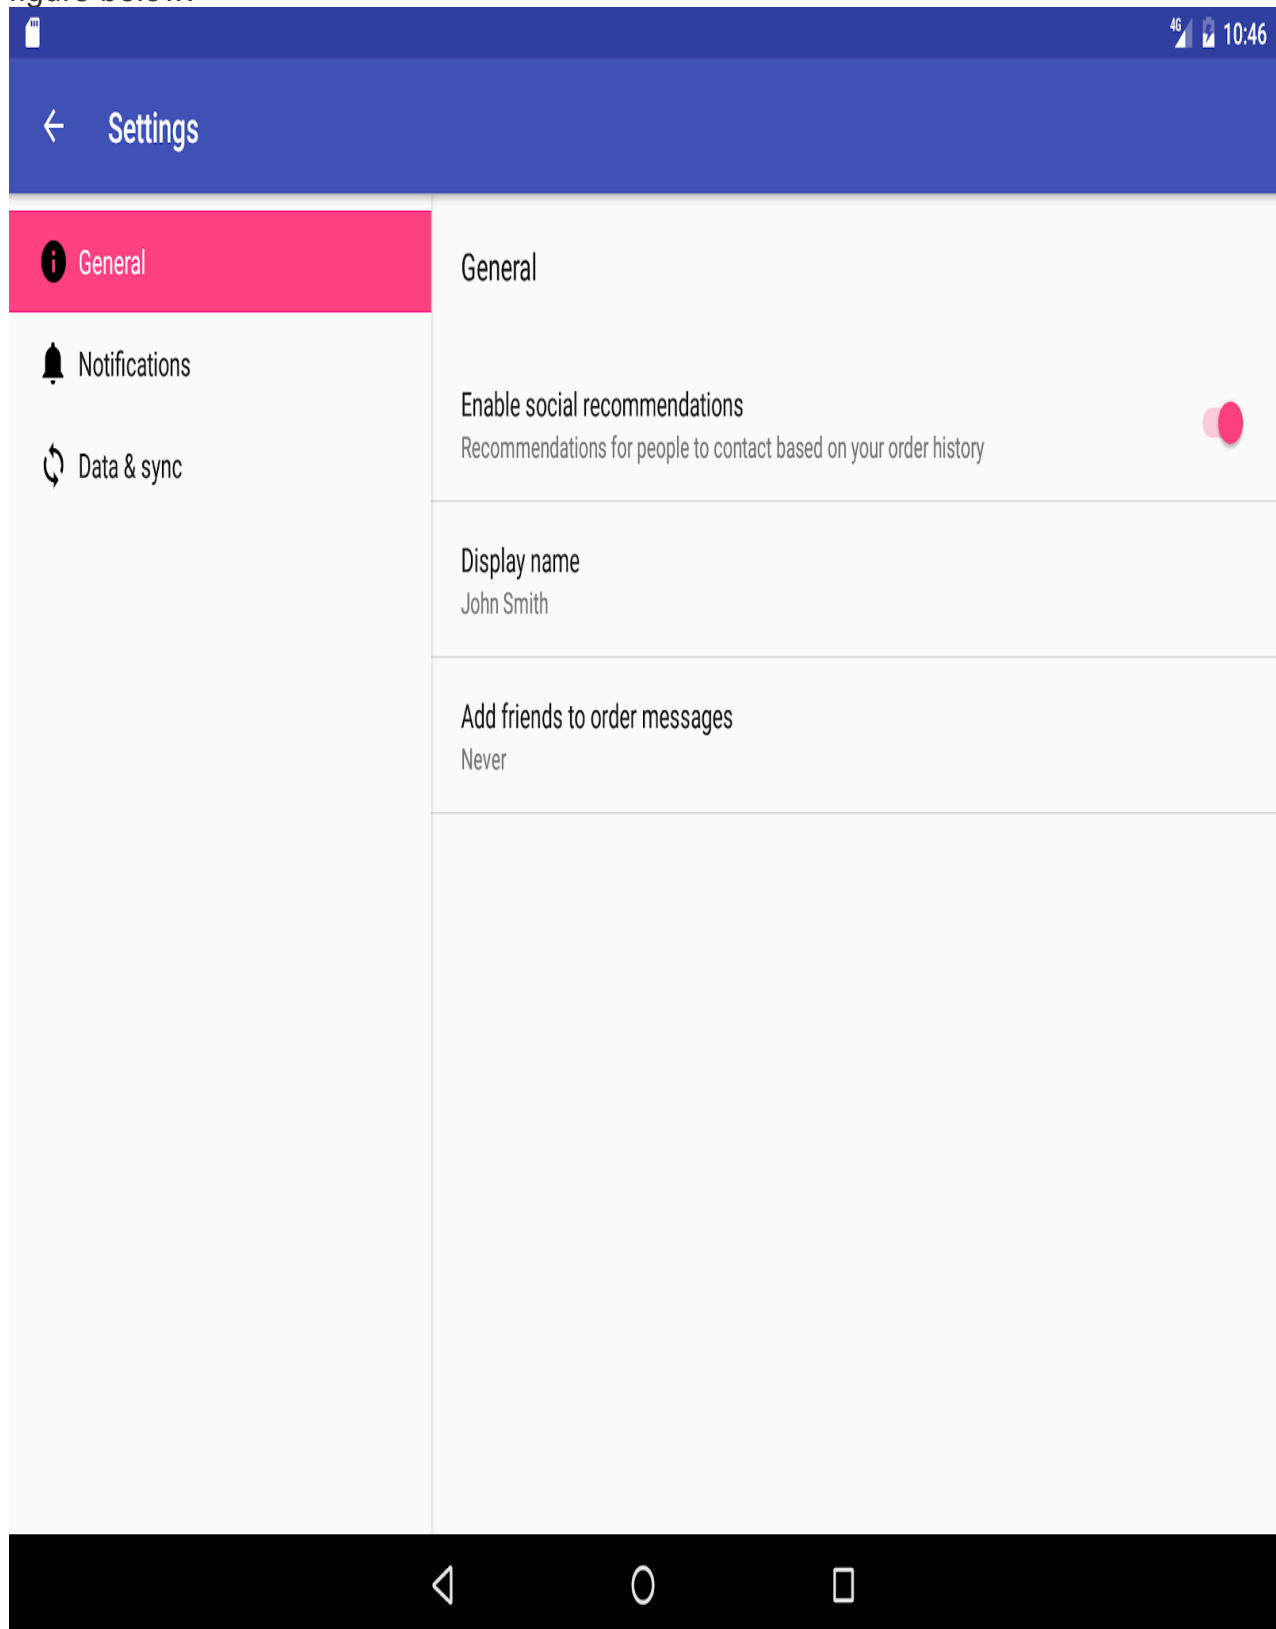 4G 10:46
Settings
General
Notifications
Data & sync
General
Enable social recommendations
Recommendations for people to contact based on your order history
Display name
John Smith
Add friends to order messages
Never